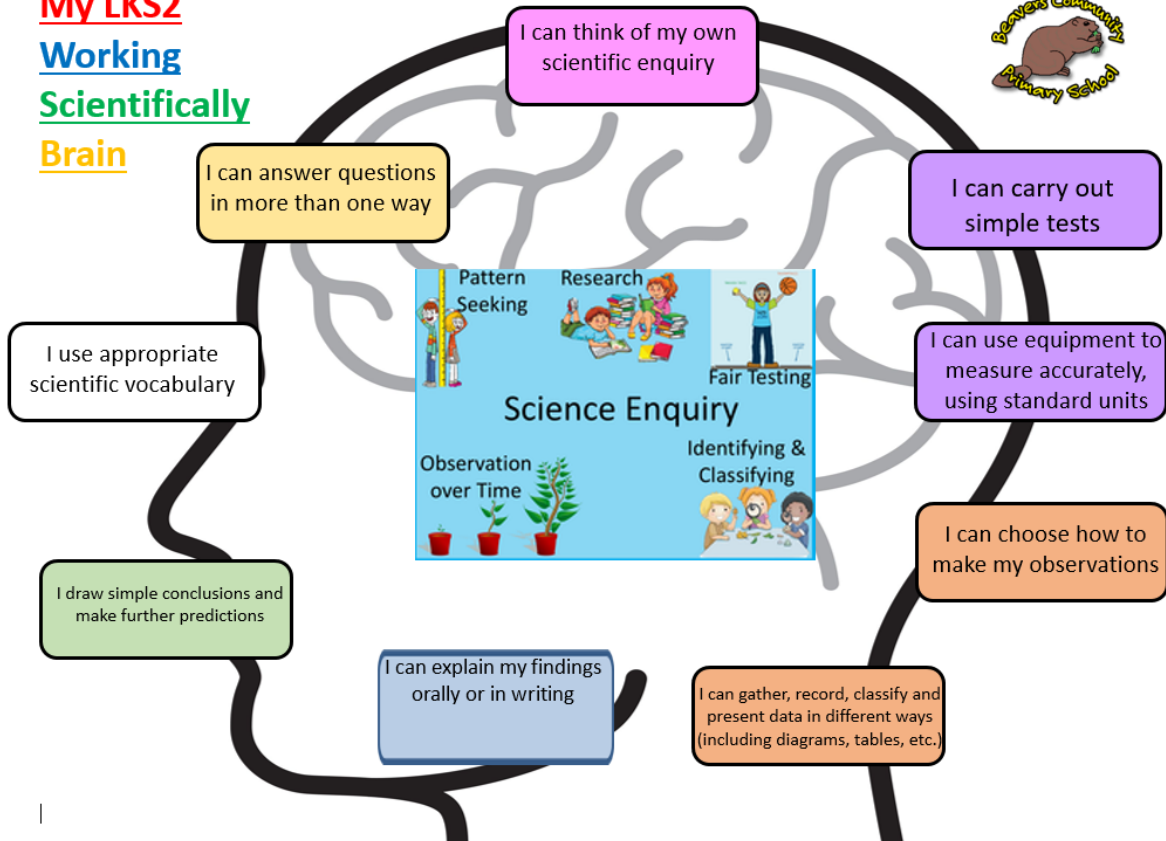 My LKS2
Working
Scientifically
Brain
I can think of my own
scientific enquiry
Beavers Community
Primary School
I can answer questions
in more than one way
I can carry out
simple tests
I use appropriate
scientific vocabulary
Pattern
Seeking
Research
Fair Testing
Science Enquiry
Observation
over Time
Identifying &
Classifying
I can use equipment to
measure accurately,
using standard units
I can choose how to
make my observations
I draw simple conclusions and
make further predictions
I can explain my findings
orally or in writing
I can gather, record, classify and
present data in different ways
(including diagrams, tables, etc.)